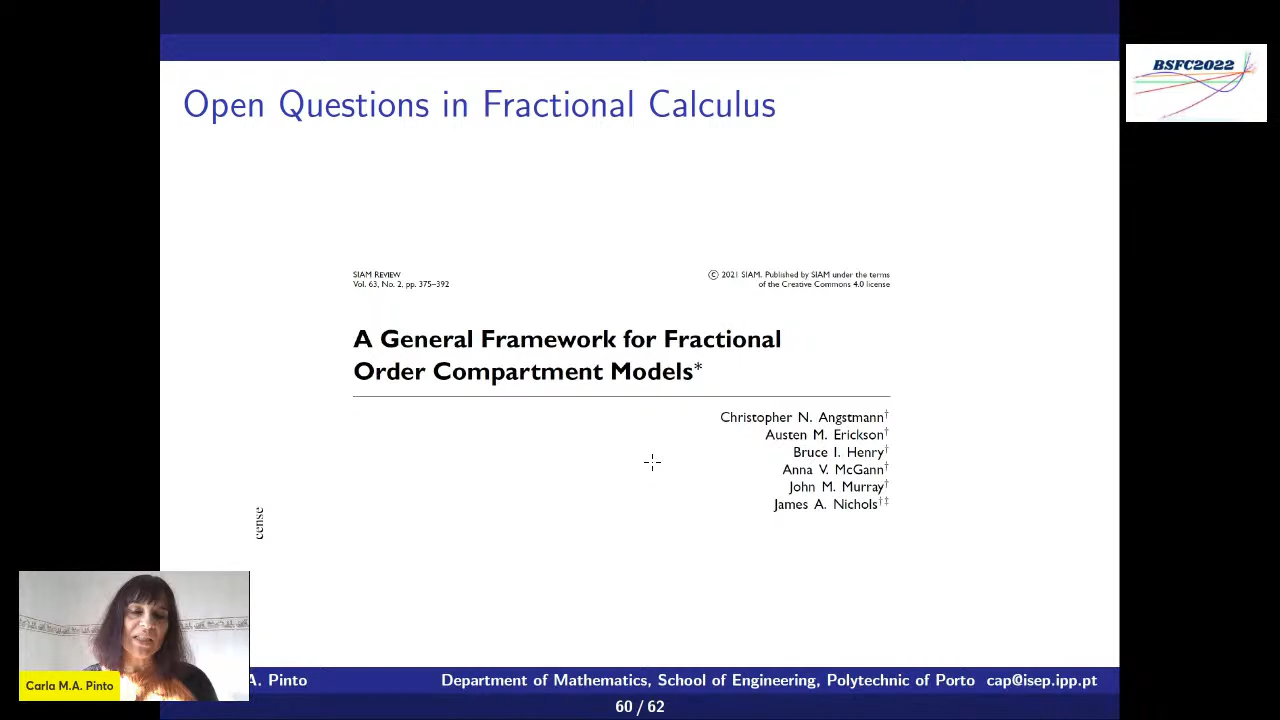 BSFC2022
Open Questions in Fractional Calculus
SIAM REVIEW
Vol. 63, No. 2, pp. 375–392
© 2021 SIAM. Published by SIAM under the terms
of the Creative Commons 4.0 license
A General Framework for Fractional
Order Compartment Models*
Christopher N. Angstmann†
Austen M. Erickson†
Bruce I. Henry†
Anna V. McGann†
John M. Murray†
James A. Nichols†‡
cense
Carla M.A. Pinto
A. Pinto
Department of Mathematics, School of Engineering, Polytechnic of Porto cap@isep.ipp.pt
60 / 62